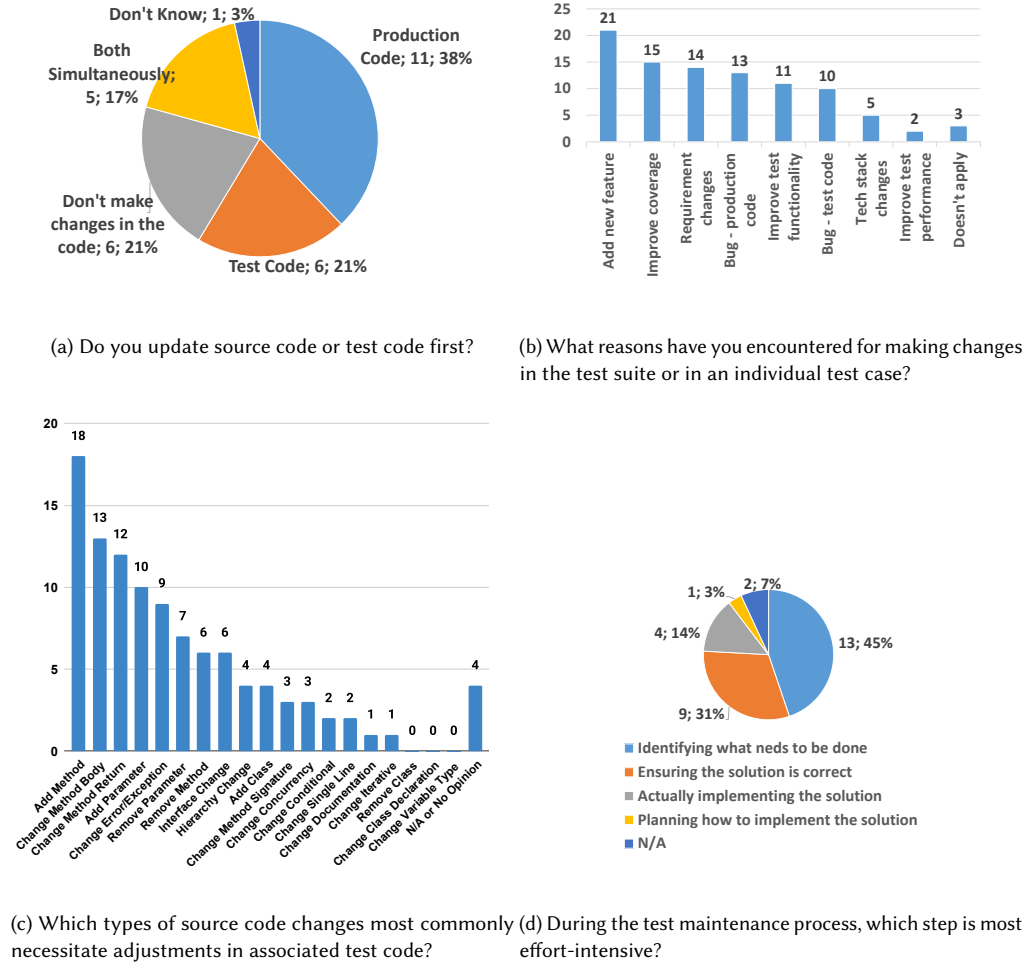 Don't Know; 1; 3%
Production
Code; 11; 38%
Both
Simultaneously;
5; 17%
Don't make
changes in the
code; 6; 21%
Test Code; 6; 21%
(a) Do you update source code or test code first?
25
20
15
10
5
0
21
15
14
13
11
10
5
2
3
Add new feature
Improve coverage
Requirement
changes
Bug - production
code
Improve test
functionality
Bug - test code
Tech stack
changes
Improve test
performance
Doesn't apply
(b) What reasons have you encountered for making changes
in the test suite or in an individual test case?
20
15
10
5
0
18
13
12
10
9
7
6
6
4
4
3
3
2
2
1
1
0
0
0
4
Add Method
Change Method Body
Change Method Return
Add Parameter
Change Error/Exception
Remove Parameter
Remove Method
Interface Change
Hierarchy Change
Add Class
Change Method Signature
Change Concurrency
Change Conditional
Change Single Line
Change Documentation
Change Iterative
Remove Class
Change Class Declaration
Change Variable Type
N/A or No Opinion
(c) Which types of source code changes most commonly
necessitate adjustments in associated test code?
2; 7%
1; 3%
4; 14%
13; 45%
9; 31%
Identifying what neds to be done
Ensuring the solution is correct
Actually implementing the solution
Planning how to implement the solution
N/A
(d) During the test maintenance process, which step is most
effort-intensive?